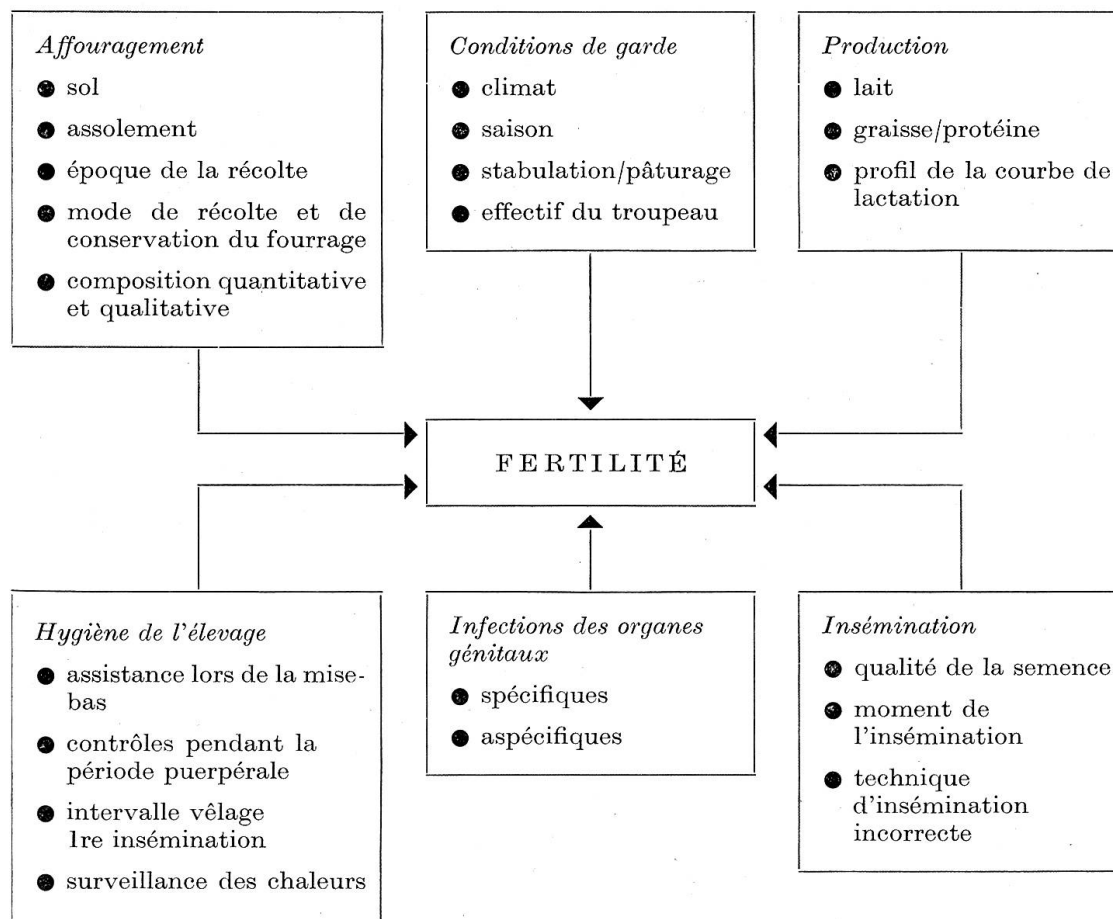 Affouragement
● sol
● assolement
● époque de la récolte
● mode de récolte et de
conservation du fourrage
● composition quantitative
et qualitative
Conditions de garde
● climat
● saison
● stabulation/pâturage
● effectif du troupeau
Production
● lait
● graisse/protéine
● profil de la courbe de
lactation
FERTILITÉ
Hygiène de l'élevage
● assistance lors de la mise-
bas
● contrôles pendant la
période puerpérale
● intervalle vêlage
1re insémination
● surveillance des chaleurs
Infections des organes
génitaux
● spécifiques
● aspécifiques
Insémination
● qualité de la semence
● moment de
l'insémination
● technique
d'insémination
incorrecte